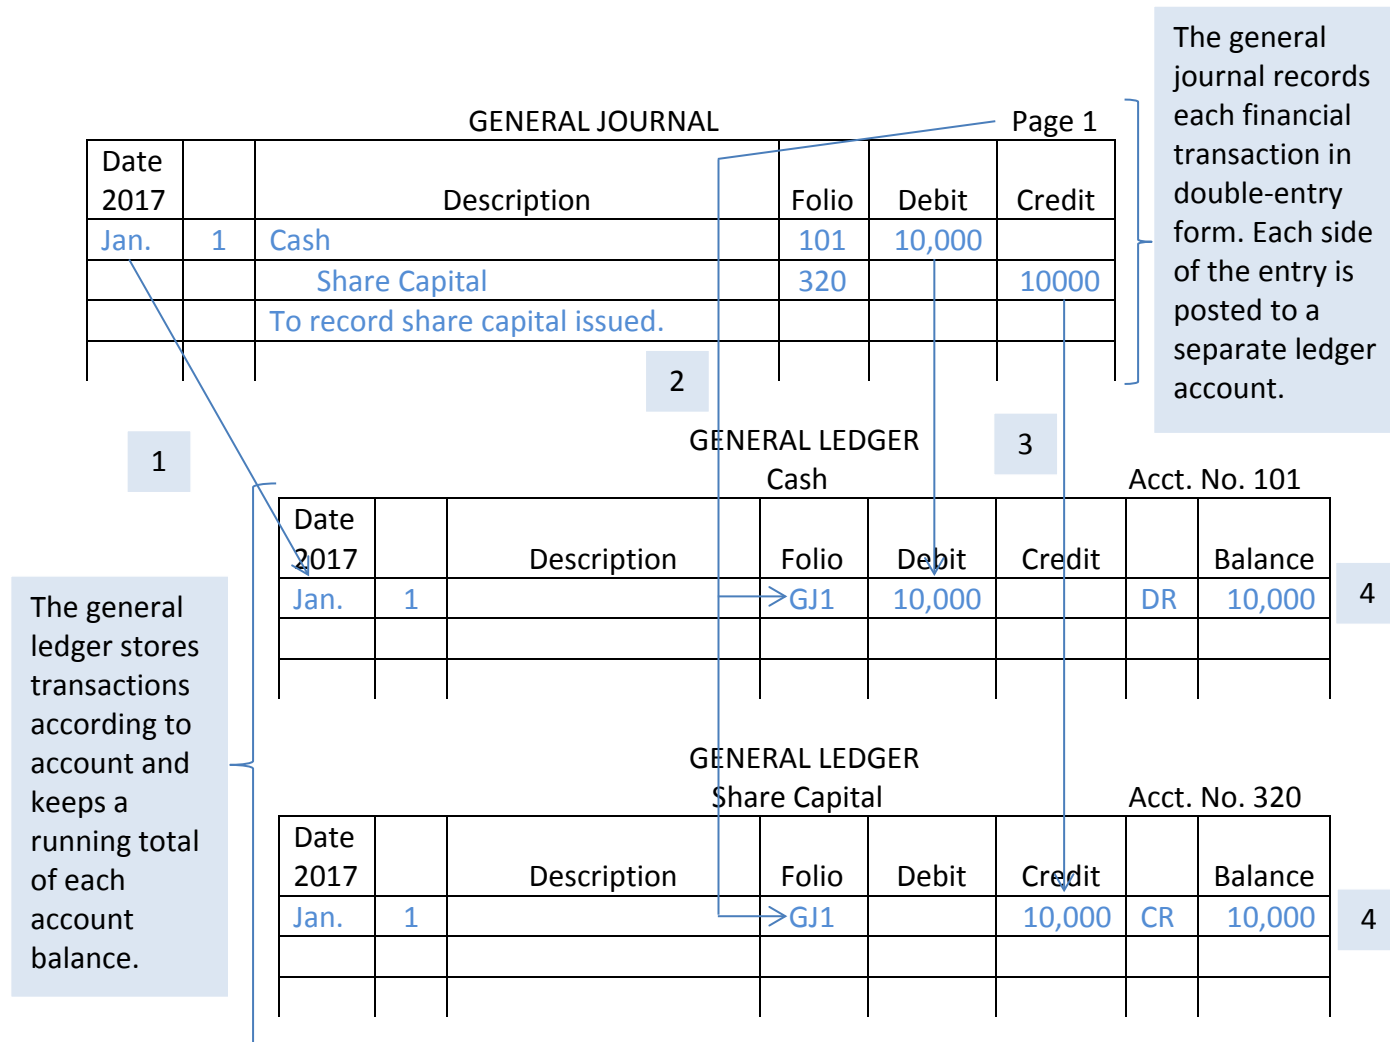 The general
journal records
each financial
transaction in
double-entry
form. Each side
of the entry is
posted to a
separate ledger
account.
GENERAL JOURNAL Page 1
Date
2017 Description Folio Debit Credit
Jan. 1 Cash 101 10,000
Share Capital 320 10000
To record share capital issued.
2
1
3
GENERAL LEDGER
Cash Acct. No. 101
Date
2017 Description Folio Debit Credit Balance
Jan. 1 GJ1 10,000 DR 10,000
4
The general
ledger stores
transactions
according to
account and
keeps a
running total
of each
account
balance.
GENERAL LEDGER
Share Capital Acct. No. 320
Date
2017 Description Folio Debit Credit Balance
Jan. 1 GJ1 10,000 CR 10,000
4